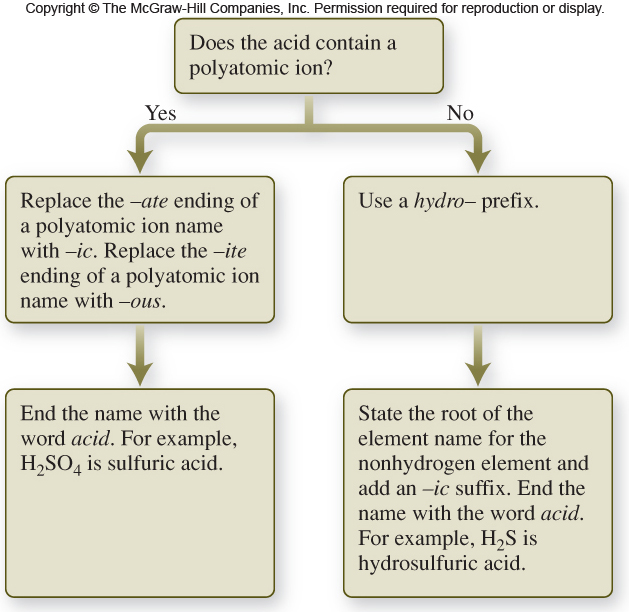 Copyright © The McGraw-Hill Companies, Inc. Permission required for reproduction or display.
Does the acid contain a
polyatomic ion?
Yes
No
Replace the –ate ending of
a polyatomic ion name
with –ic. Replace the –ite
ending of a polyatomic ion
name with –ous.
Use a hydro– prefix.
End the name with the
word acid. For example,
H₂SO₄ is sulfuric acid.
State the root of the
element name for the
nonhydrogen element and
add an –ic suffix. End the
name with the word acid.
For example, H₂S is
hydrosulfuric acid.